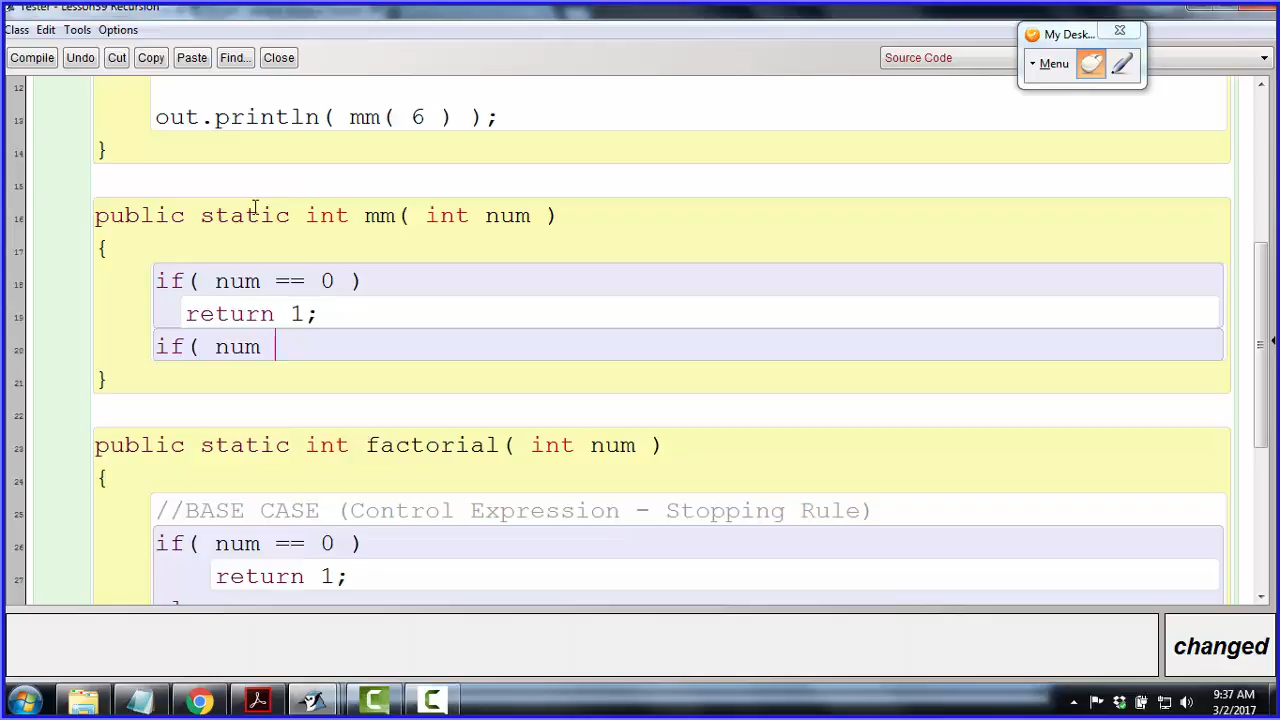 Tester - Lesson59 Recursion
Class Edit Tools Options
Compile Undo Cut Copy Paste Find... Close Source Code
My Desk...
Menu
12
13 out.println( mm( 6 ) );
14 }
15
16 public static int mm( int num )
17 {
18 if( num == 0 )
19 return 1;
20 if( num
21 }
22
23 public static int factorial( int num )
24 {
25 //BASE CASE (Control Expression - Stopping Rule)
26 if( num == 0 )
27 return 1;
changed
9:37 AM
3/2/2017